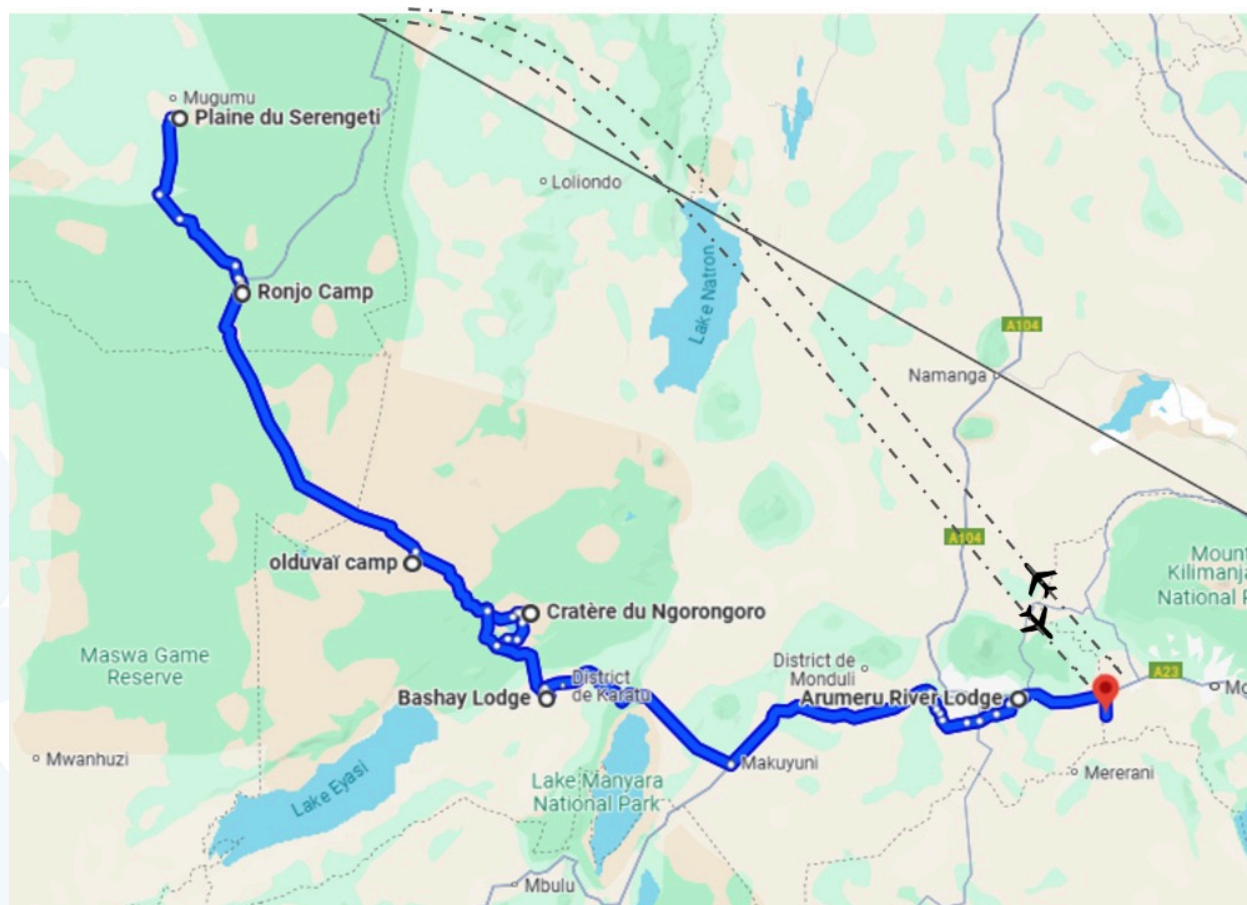 Mugumu
Plaine du Serengeti
Loliondo
Ronjo Camp
Lake Natron
A104
Namanga
A104
olduvaï camp
Mount
Kilimanja
National P
Cratère du Ngorongoro
Maswa Game
Reserve
District de
Monduli
A23
District
de Karatu
Bashay Lodge
Arumeru River Lodge
Mwanhuzi
Makuyuni
Mererani
Lake Eyasi
Lake Manyara
National Park
Mbulu